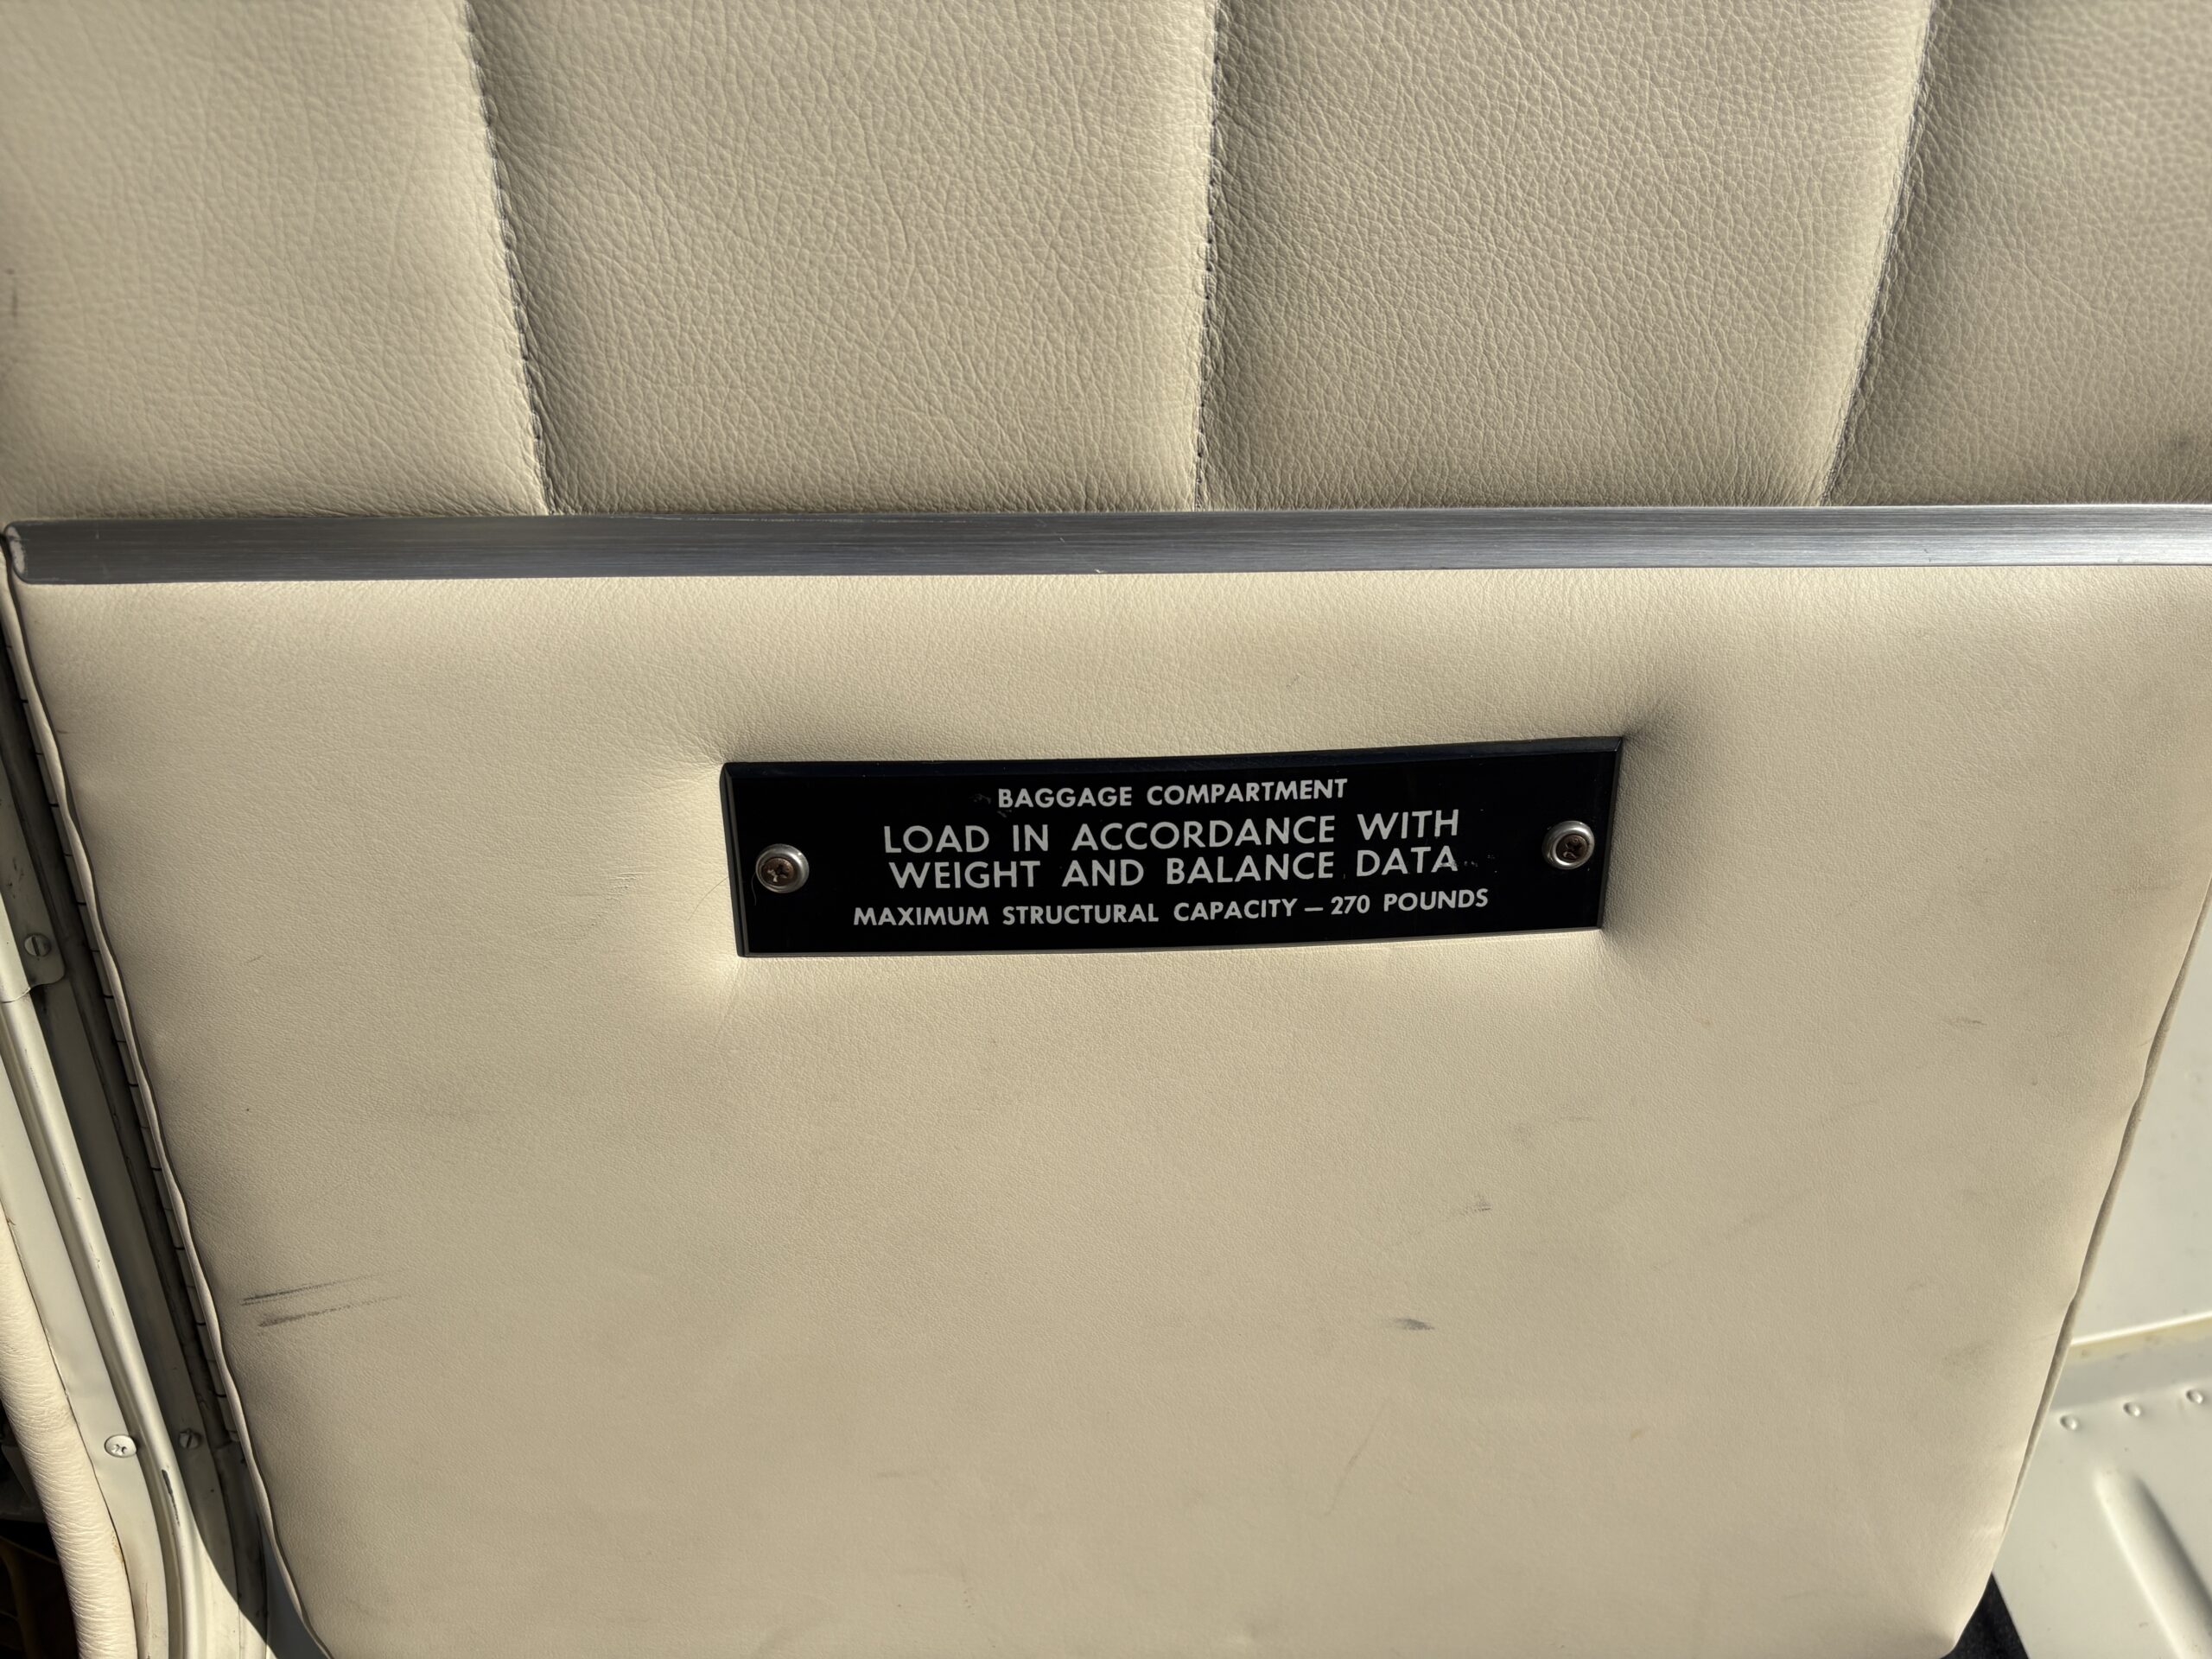 BAGGAGE COMPARTMENT
LOAD IN ACCORDANCE WITH
WEIGHT AND BALANCE DATA
MAXIMUM STRUCTURAL CAPACITY — 270 POUNDS